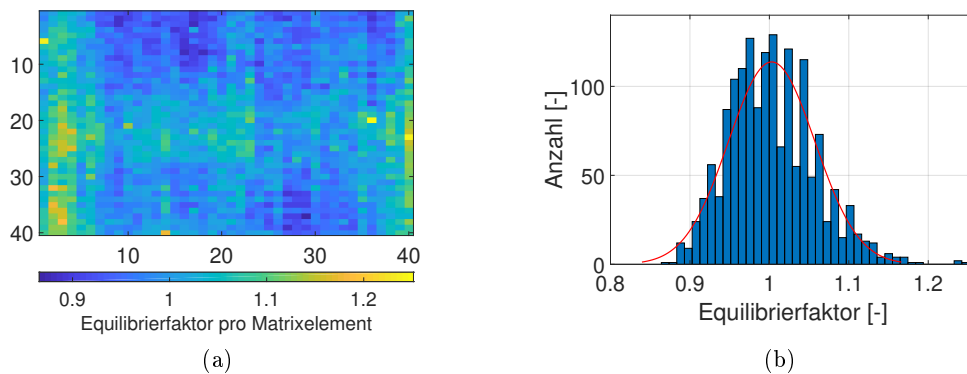 10
20
30
40
10 20 30 40
0.9 1 1.1 1.2
Equilibrierfaktor pro Matrixelement
(a)
Anzahl [-]
100
50
0
0.8 0.9 1 1.1 1.2
Equilibrierfaktor [-]
(b)